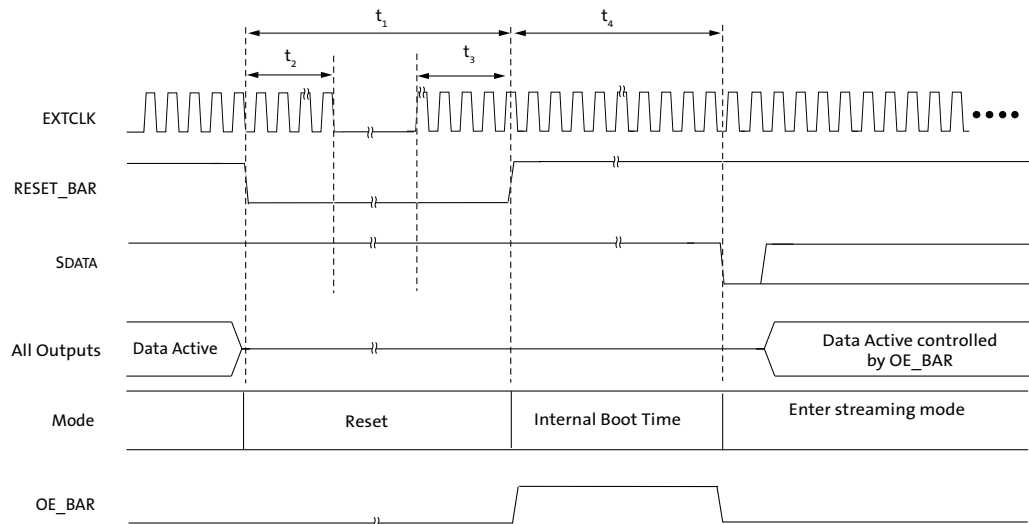 t₁
t₄
t₂
t₃
EXTCLK
RESET_BAR
SDATA
All Outputs
Data Active
Data Active controlled
by OE_BAR
Mode
Reset
Internal Boot Time
Enter streaming mode
OE_BAR